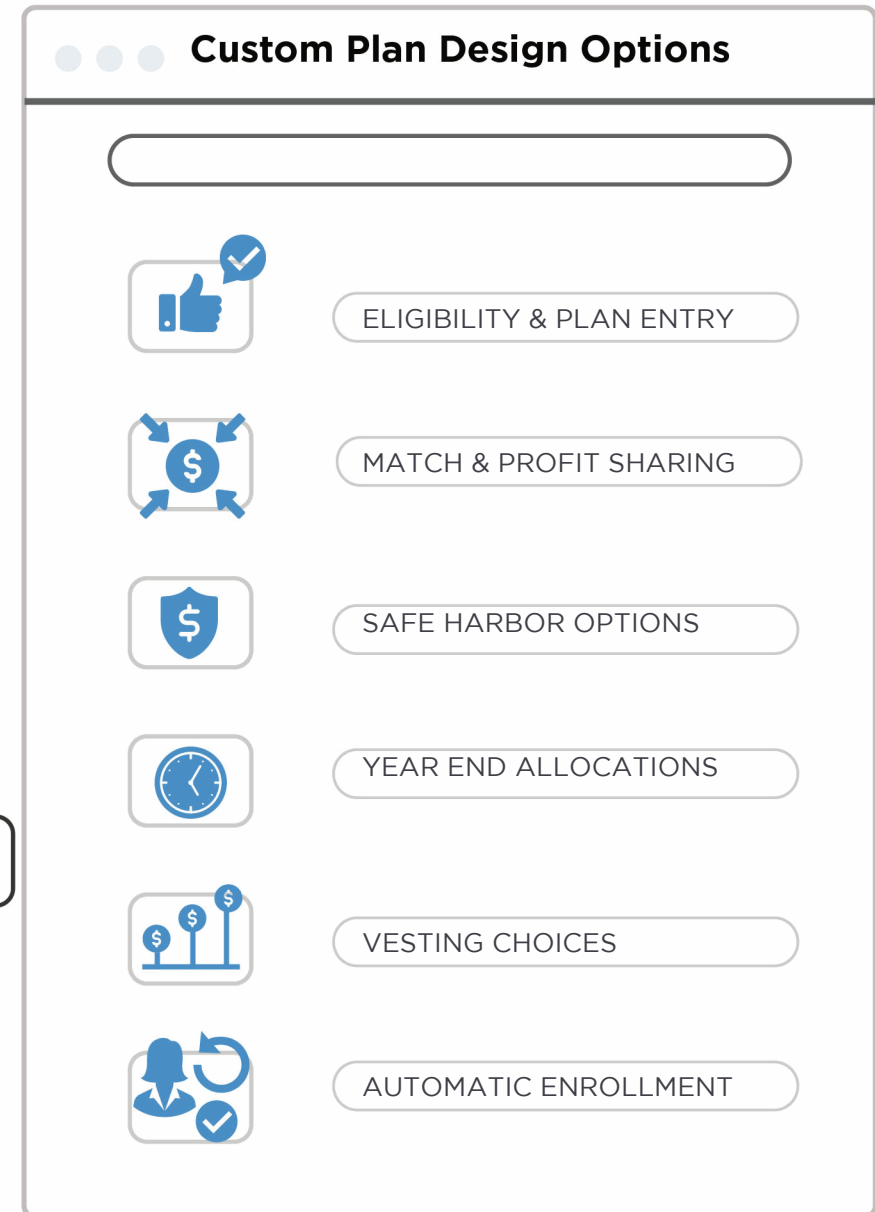 Custom Plan Design Options
ELIGIBILITY & PLAN ENTRY
$
MATCH & PROFIT SHARING
$
SAFE HARBOR OPTIONS
YEAR END ALLOCATIONS
$ $ $
VESTING CHOICES
AUTOMATIC ENROLLMENT